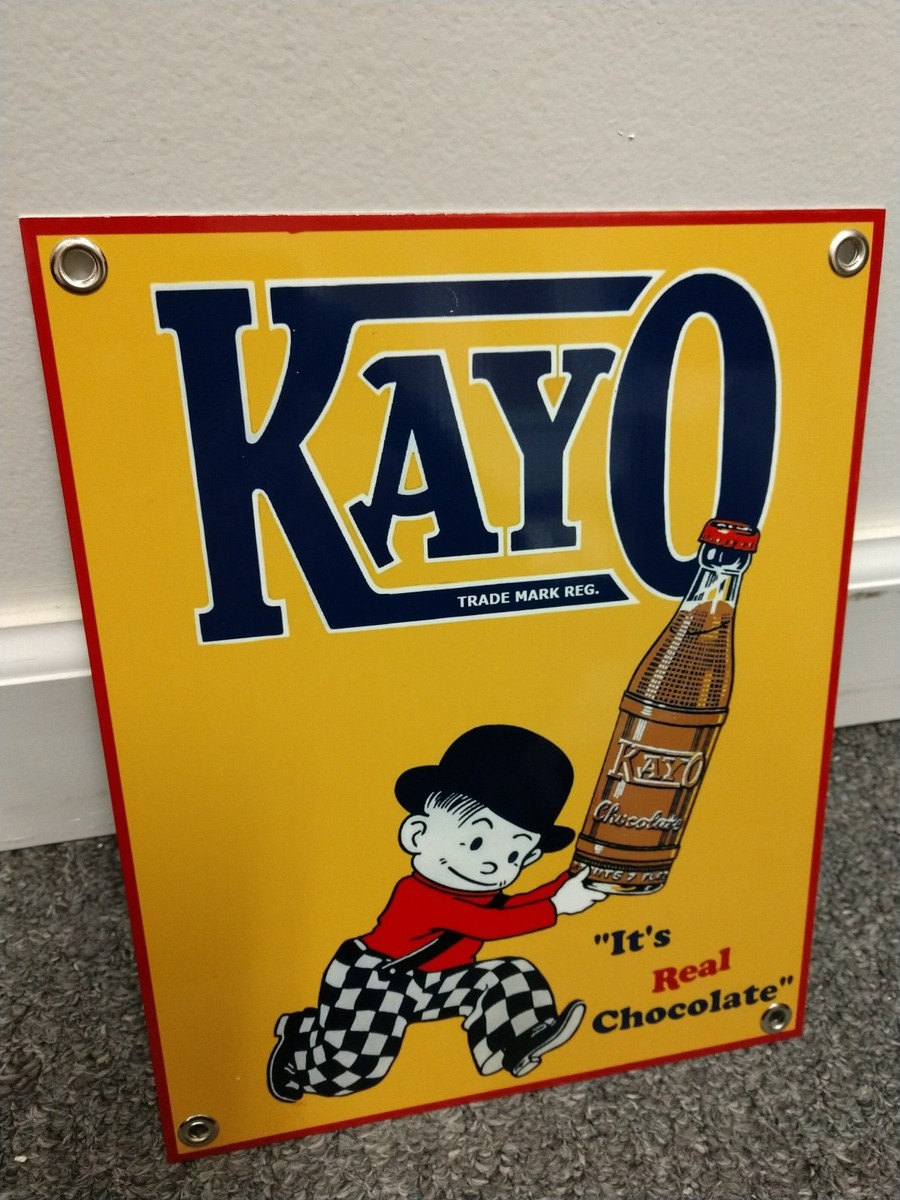 KAYO
TRADE MARK REG.
KAYO
Chocolate
"It's
Real
Chocolate"